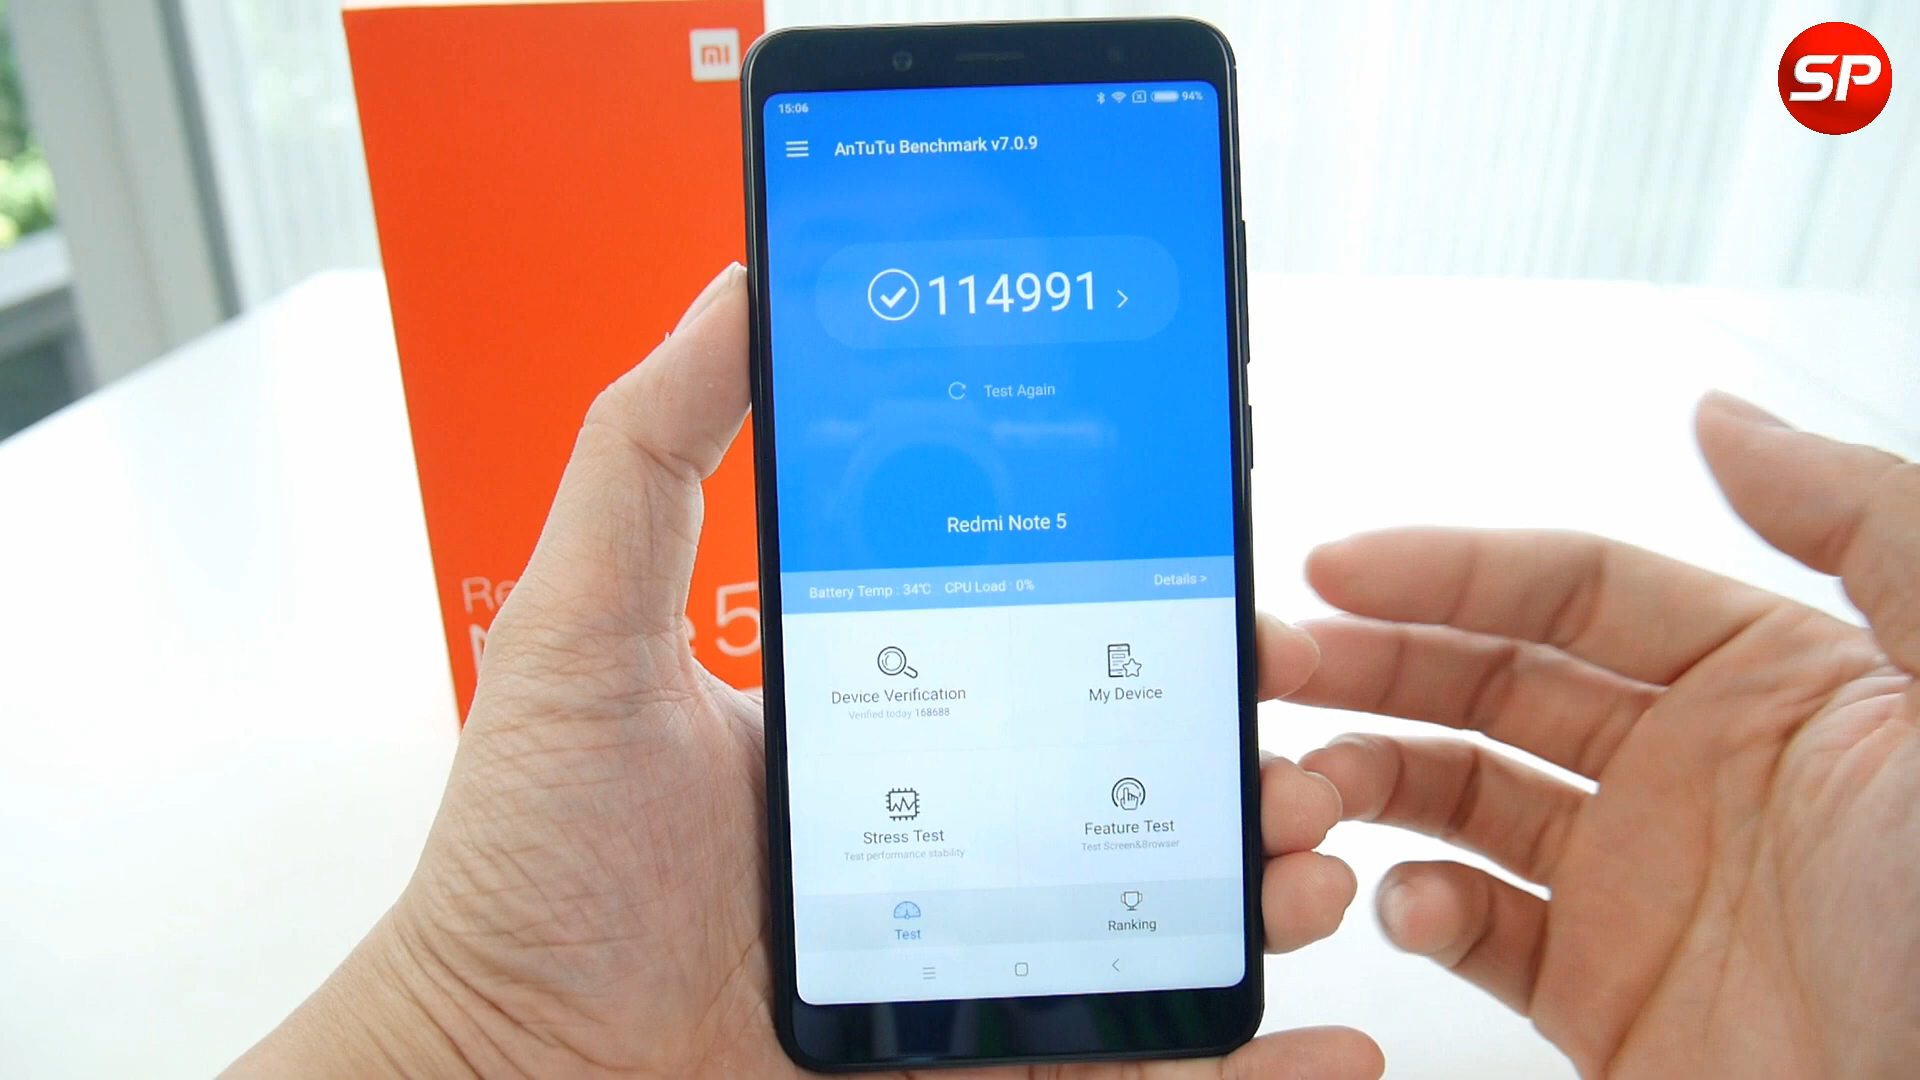 SP
15:06
94%
AnTuTu Benchmark v7.0.9
114991
Test Again
Redmi Note 5
Battery Temp : 34℃ CPU Load : 0% Details >
Device Verification
Verified today 168688
My Device
Stress Test
Test performance stability
Feature Test
Test Screen&Browser
Test
Ranking
Re
5